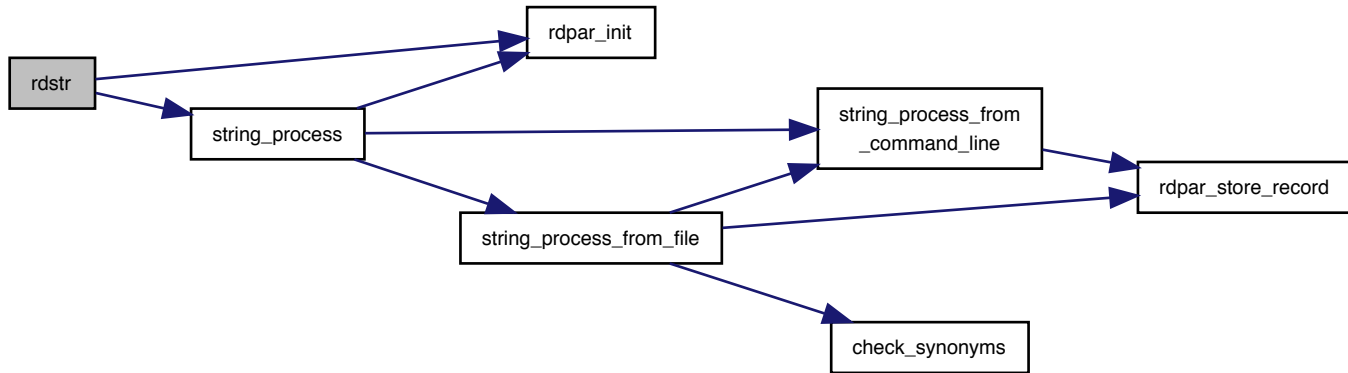 rdstr
rdpar_init
string_process
string_process_from
_command_line
rdpar_store_record
string_process_from_file
check_synonyms